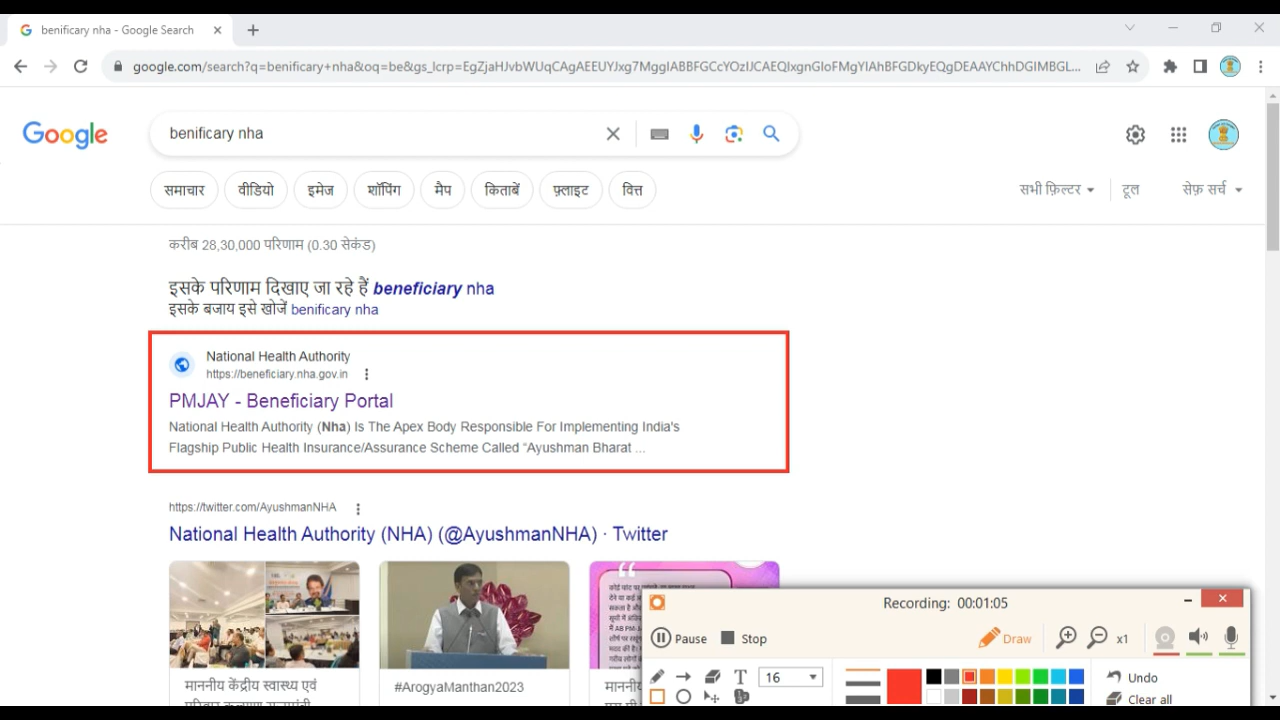 benificary nha - Google Search
google.com/search?q=benificary+nha&oq=be&gs_lcrp=
Google
benificary nha
समाचार वीडियो इमेज शॉपिंग मैप किताबें फ़्लाइट वित्त
सभी फ़िल्टर टूल सेफ़ सर्च
करीब 28,30,000 परिणाम (0.30 सेकंड)
इसके परिणाम दिखाए जा रहे हैं beneficiary nha
इसके बजाय इसे खोजें benificary nha
National Health Authority
https://beneficiary.nha.gov.in
PMJAY - Beneficiary Portal
National Health Authority (Nha) Is The Apex Body Responsible For Implementing India's
Flagship Public Health Insurance/Assurance Scheme Called “Ayushman Bharat ...
https://twitter.com/AyushmanNHA
National Health Authority (NHA) (@AyushmanNHA) · Twitter
माननीय केंद्रीय स्वास्थ्य एवं
#ArogyaManthan2023
Recording: 00:01:05
Pause Stop Draw x1
T 16
Undo
Clear all